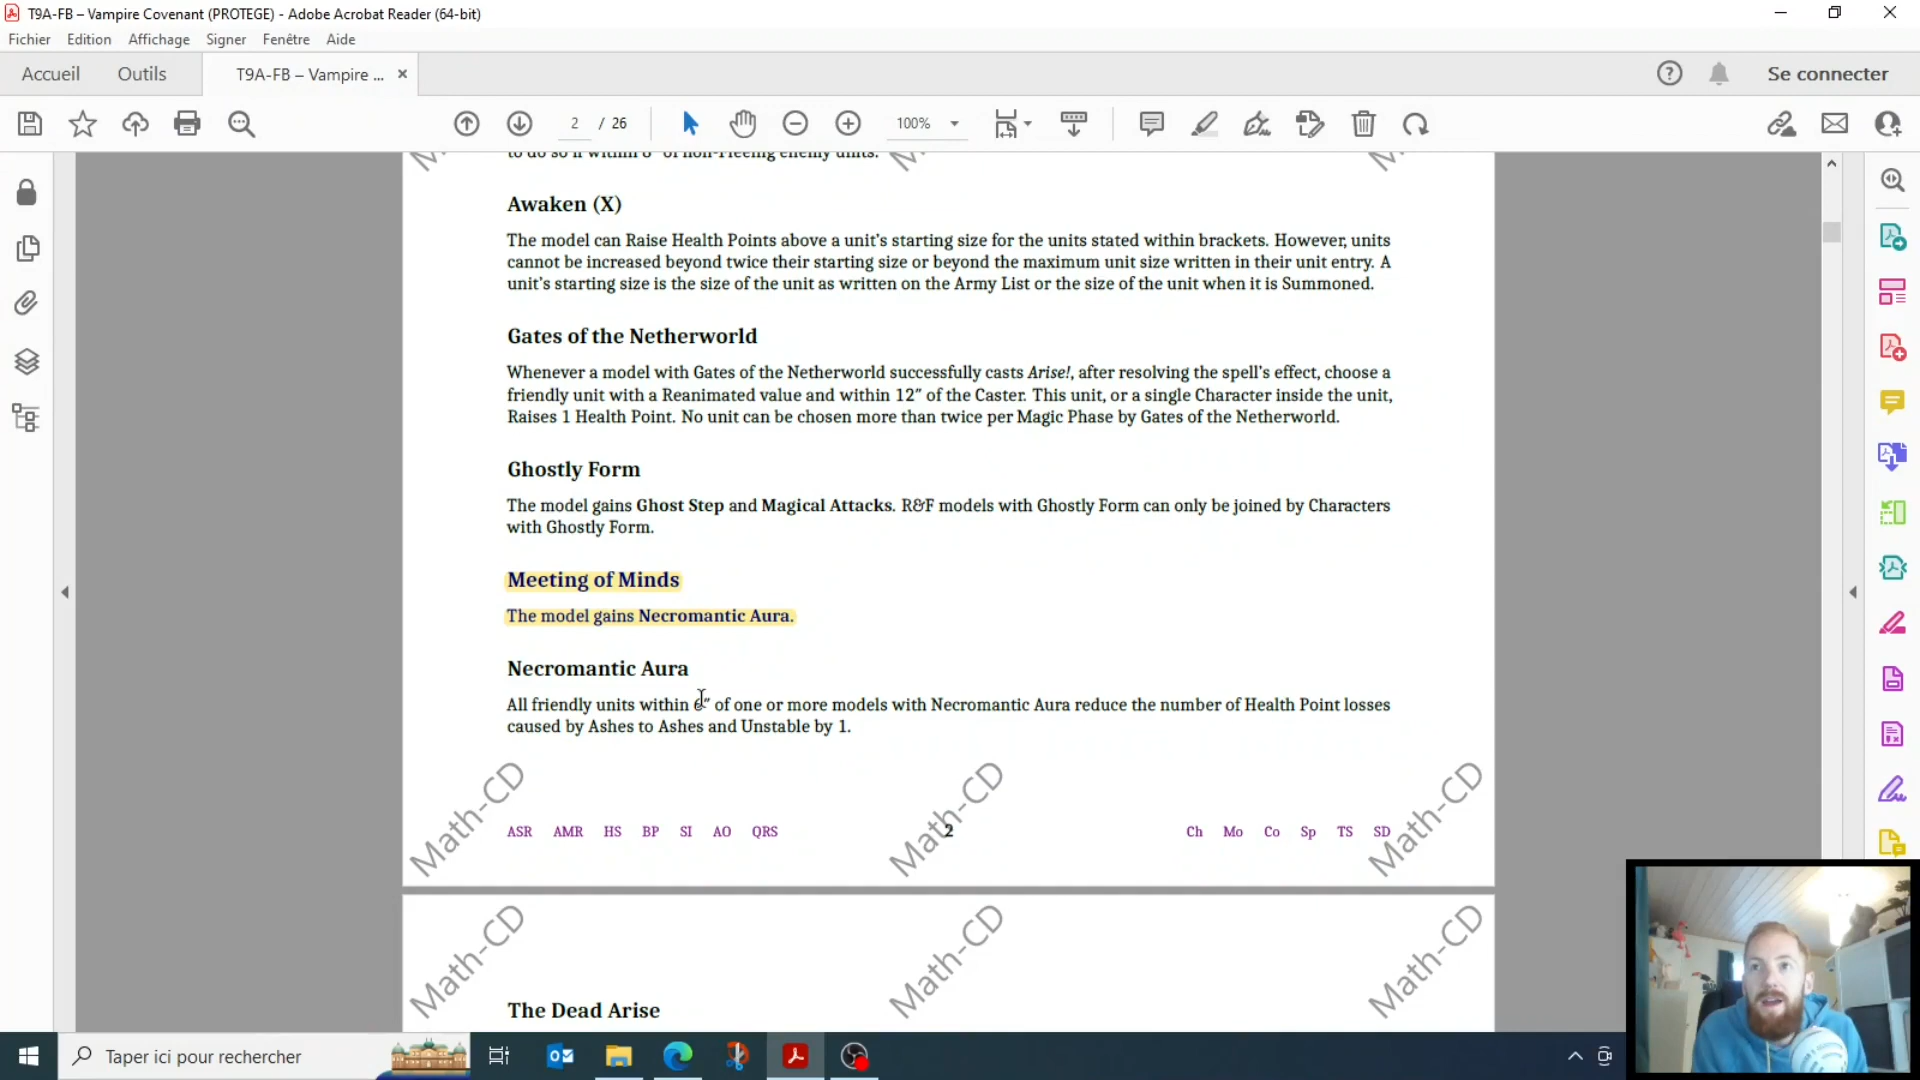 T9A-FB – Vampire Covenant (PROTEGE) - Adobe Acrobat Reader (64-bit)
Fichier Edition Affichage Signer Fenêtre Aide
Accueil Outils T9A-FB – Vampire ... × Se connecter
2 / 26 100%
Awaken (X)
The model can Raise Health Points above a unit's starting size for the units stated within brackets. However, units
cannot be increased beyond twice their starting size or beyond the maximum unit size written in their unit entry. A
unit's starting size is the size of the unit as written on the Army List or the size of the unit when it is Summoned.
Gates of the Netherworld
Whenever a model with Gates of the Netherworld successfully casts Arise!, after resolving the spell's effect, choose a
friendly unit with a Reanimated value and within 12″ of the Caster. This unit, or a single Character inside the unit,
Raises 1 Health Point. No unit can be chosen more than twice per Magic Phase by Gates of the Netherworld.
Ghostly Form
The model gains Ghost Step and Magical Attacks. R&F models with Ghostly Form can only be joined by Characters
with Ghostly Form.
Meeting of Minds
The model gains Necromantic Aura.
Necromantic Aura
All friendly units within 6″ of one or more models with Necromantic Aura reduce the number of Health Point losses
caused by Ashes to Ashes and Unstable by 1.
Math-CD Math-CD Math-CD
ASR AMR HS BP SI AO QRS 2 Ch Mo Co Sp TS SD
Math-CD Math-CD Math-CD
The Dead Arise
Taper ici pour rechercher